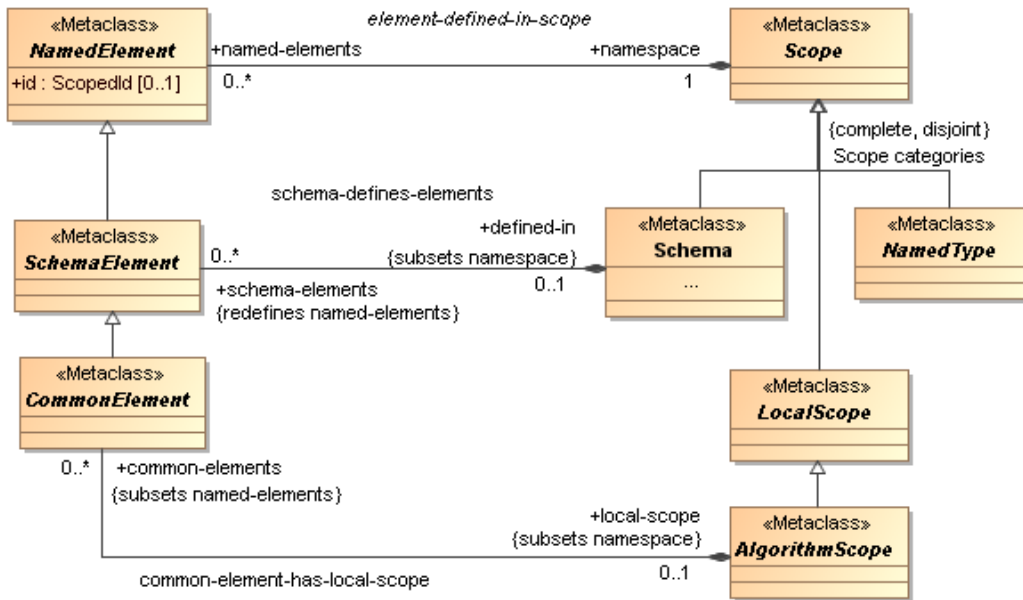 «Metaclass»
NamedElement
+id : ScopedId [0..1]
element-defined-in-scope
+named-elements
0..*
+namespace
1
«Metaclass»
Scope
{complete, disjoint}
Scope categories
schema-defines-elements
«Metaclass»
SchemaElement
0..*
+schema-elements
{redefines named-elements}
+defined-in
{subsets namespace}
0..1
«Metaclass»
Schema
...
«Metaclass»
NamedType
«Metaclass»
CommonElement
«Metaclass»
LocalScope
0..*
+common-elements
{subsets named-elements}
+local-scope
{subsets namespace}
0..1
common-element-has-local-scope
«Metaclass»
AlgorithmScope